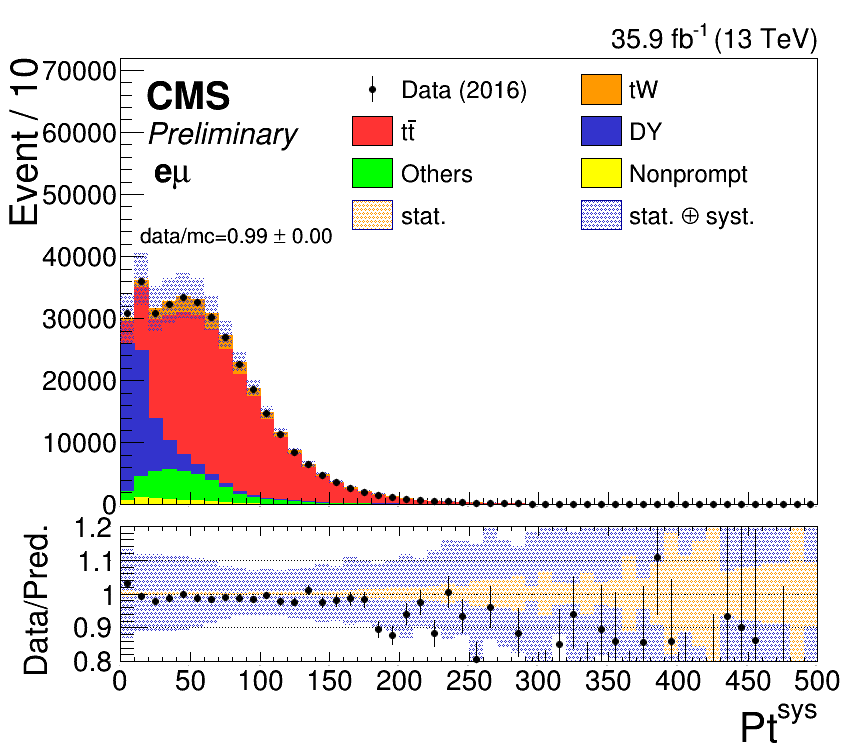 35.9 fb⁻¹ (13 TeV)
Event / 10
70000
60000
50000
40000
30000
20000
10000
0
CMS
Preliminary
eμ
data/mc=0.99 ± 0.00
Data (2016)
tW
tt̄
DY
Others
Nonprompt
stat.
stat. ⊕ syst.
Data/Pred.
1.2
1.1
1
0.9
0.8
0 50 100 150 200 250 300 350 400 450 500
Pt^sys